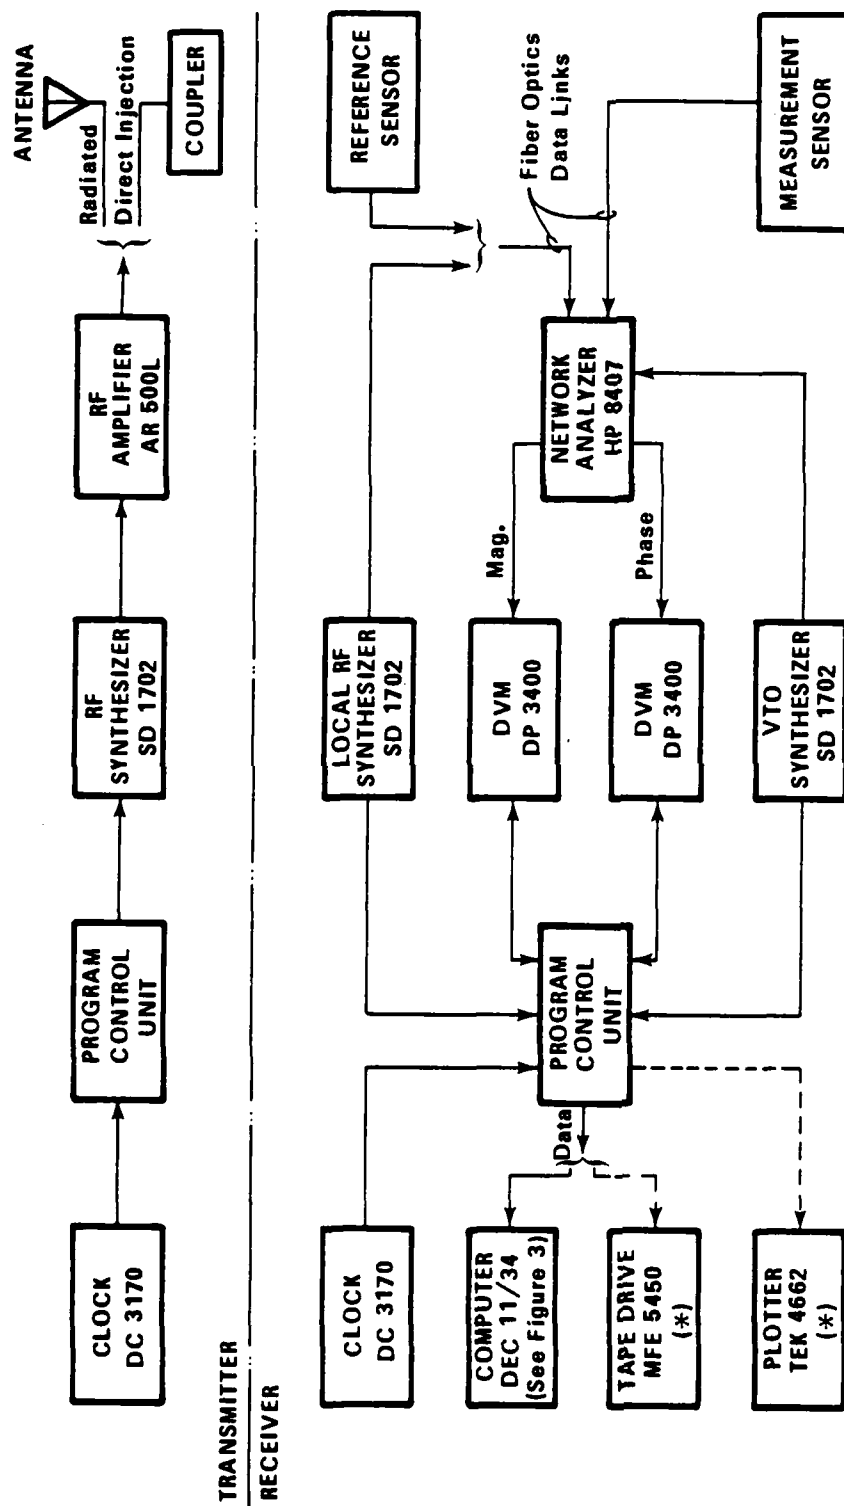 TRANSMITTER
CLOCK
DC 3170
PROGRAM
CONTROL
UNIT
RF
SYNTHESIZER
SD 1702
RF
AMPLIFIER
AR 500L
ANTENNA
Radiated
Direct Injection
COUPLER
RECEIVER
CLOCK
DC 3170
LOCAL RF
SYNTHESIZER
SD 1702
REFERENCE
SENSOR
COMPUTER
DEC 11/34
(See Figure 3)
Data
PROGRAM
CONTROL
UNIT
DVM
DP 3400
Mag.
NETWORK
ANALYZER
HP 8407
Fiber Optics
Data Links
TAPE DRIVE
MFE 5450
(*)
DVM
DP 3400
Phase
PLOTTER
TEK 4662
(*)
VTO
SYNTHESIZER
SD 1702
MEASUREMENT
SENSOR